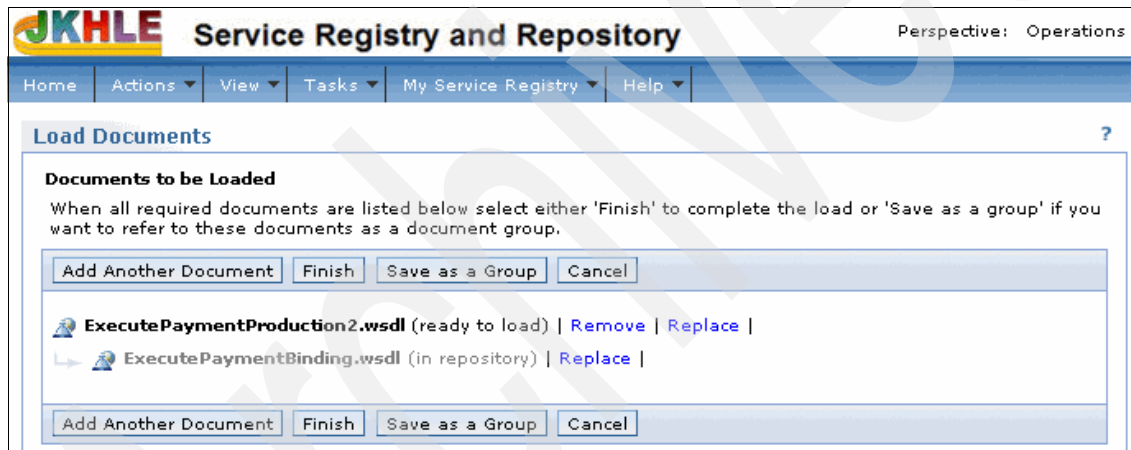 JKHLE Service Registry and Repository Perspective: Operations
Home Actions View Tasks My Service Registry Help
Load Documents ?
Documents to be Loaded
When all required documents are listed below select either 'Finish' to complete the load or 'Save as a group' if you
want to refer to these documents as a document group.
Add Another Document Finish Save as a Group Cancel
ExecutePaymentProduction2.wsdl (ready to load) | Remove | Replace |
ExecutePaymentBinding.wsdl (in repository) | Replace |
Add Another Document Finish Save as a Group Cancel